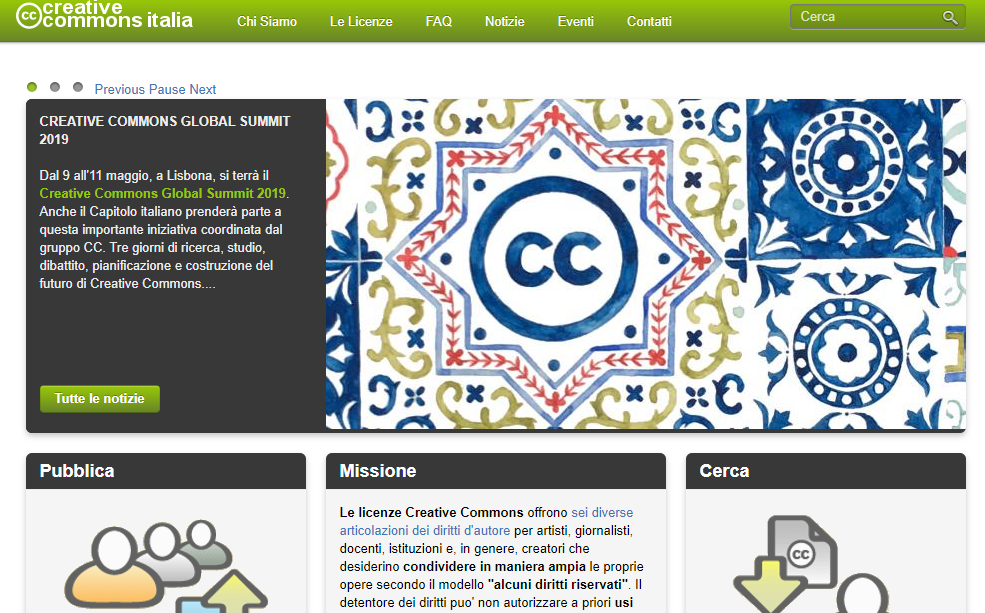 creative
commons italia
Chi Siamo Le Licenze FAQ Notizie Eventi Contatti
Cerca
Previous Pause Next
CREATIVE COMMONS GLOBAL SUMMIT
2019
Dal 9 all'11 maggio, a Lisbona, si terrà il
Creative Commons Global Summit 2019.
Anche il Capitolo italiano prenderà parte a
questa importante iniziativa coordinata dal
gruppo CC. Tre giorni di ricerca, studio,
dibattito, pianificazione e costruzione del
futuro di Creative Commons....
Tutte le notizie
CC
Pubblica
Missione
Le licenze Creative Commons offrono sei diverse
articolazioni dei diritti d'autore per artisti, giornalisti,
docenti, istituzioni e, in genere, creatori che
desiderino condividere in maniera ampia le proprie
opere secondo il modello "alcuni diritti riservati". Il
detentore dei diritti puo' non autorizzare a priori usi
Cerca
cc